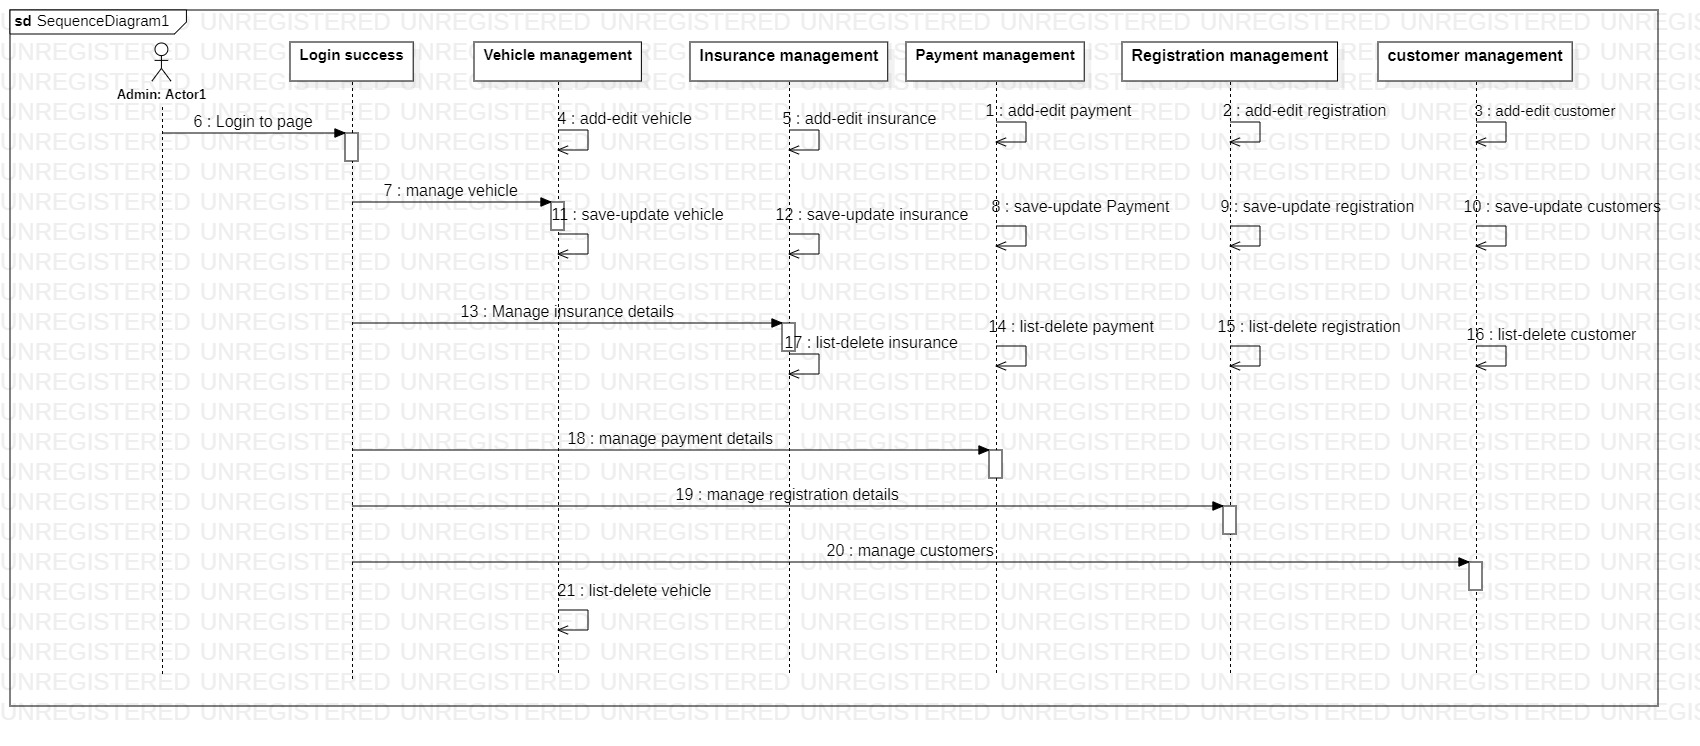 sd SequenceDiagram1
Login success
Vehicle management
Insurance management
Payment management
Registration management
customer management
Admin: Actor1
6 : Login to page
4 : add-edit vehicle
5 : add-edit insurance
1 : add-edit payment
2 : add-edit registration
3 : add-edit customer
7 : manage vehicle
11 : save-update vehicle
12 : save-update insurance
8 : save-update Payment
9 : save-update registration
10 : save-update customers
13 : Manage insurance details
17 : list-delete insurance
14 : list-delete payment
15 : list-delete registration
16 : list-delete customer
18 : manage payment details
19 : manage registration details
20 : manage customers
21 : list-delete vehicle
UNREGISTERED